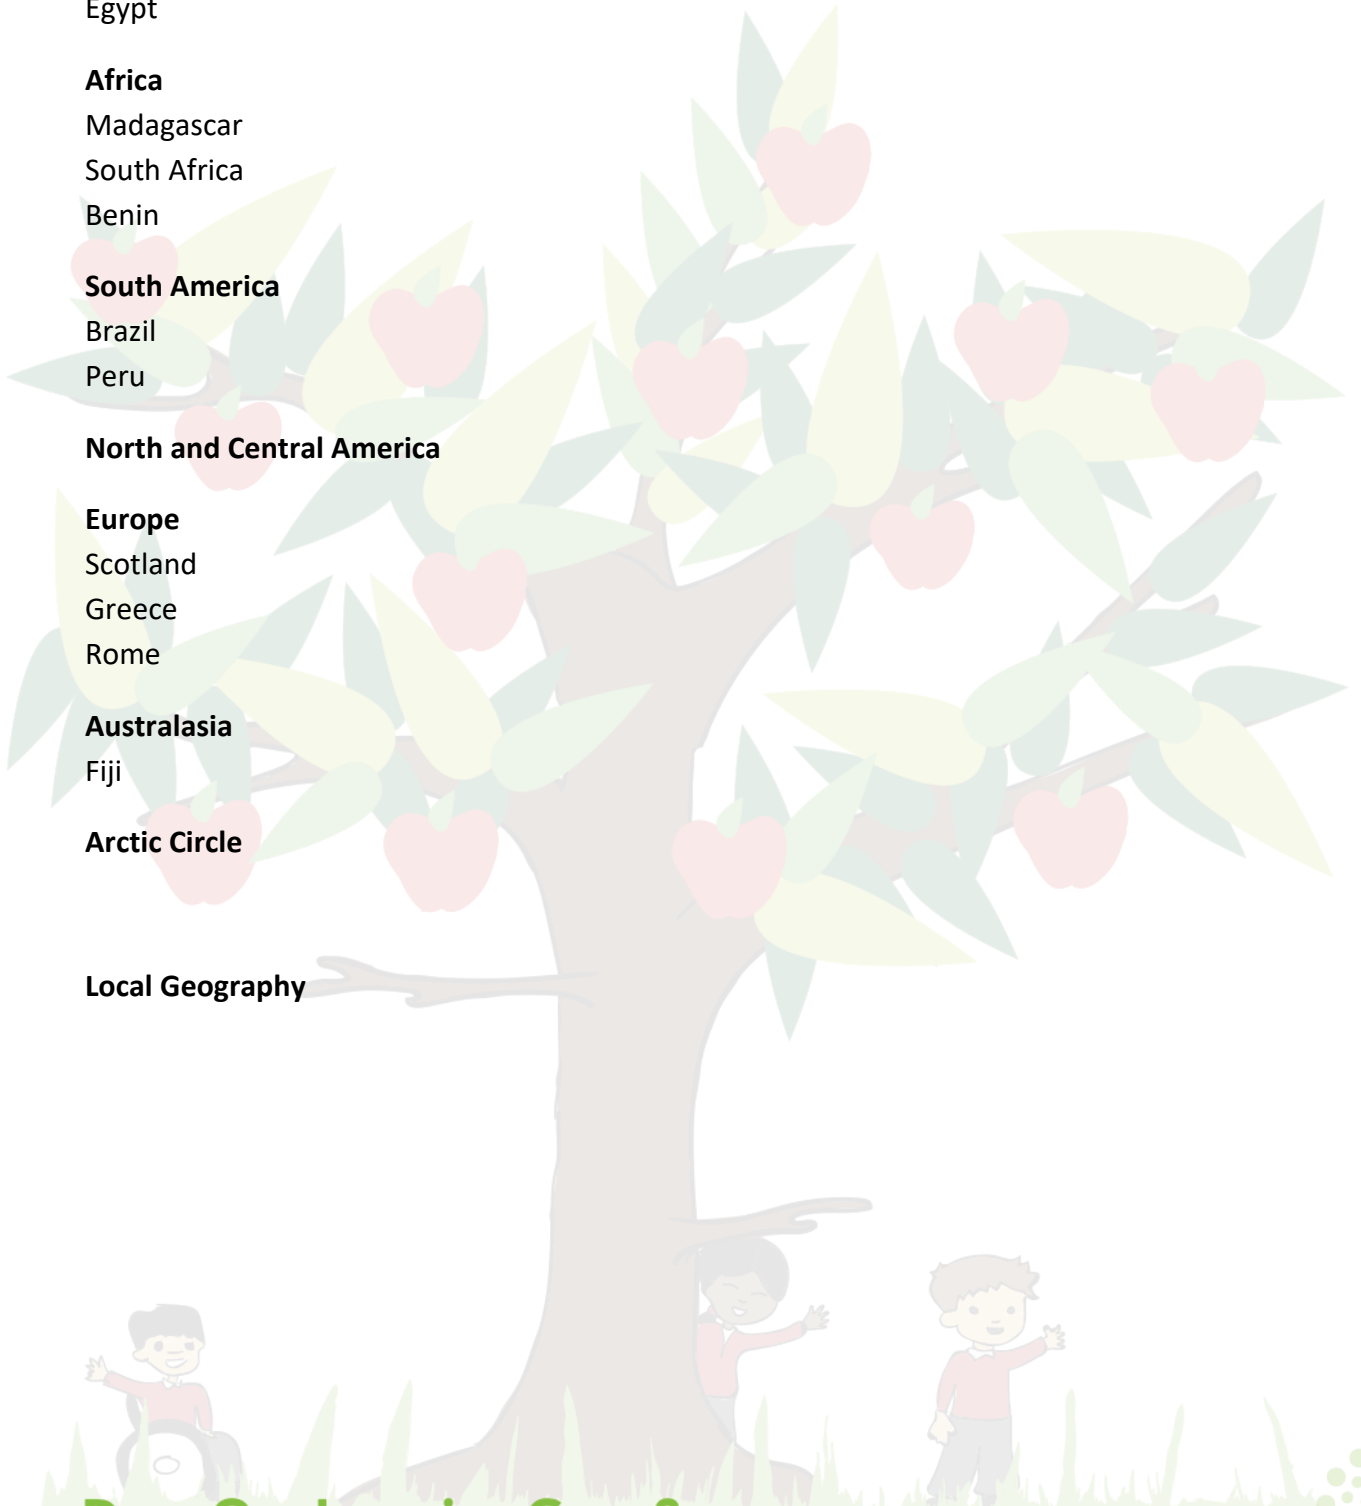 Egypt
Africa
Madagascar
South Africa
Benin
South America
Brazil
Peru
North and Central America
Europe
Scotland
Greece
Rome
Australasia
Fiji
Arctic Circle
Local Geography